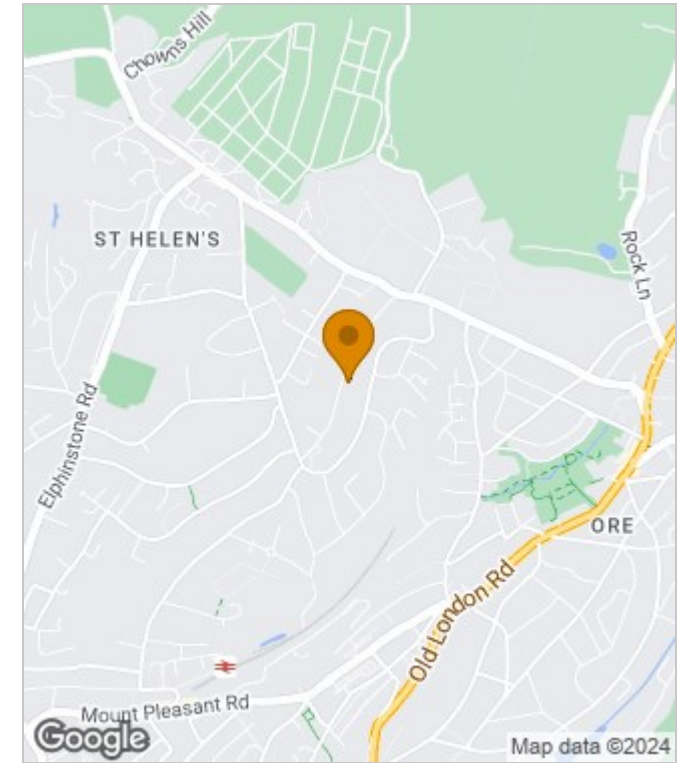 Chowns Hill
ST HELEN'S
Rock Ln
Elphinstone Rd
ORE
Old London Rd
Mount Pleasant Rd
Google
Map data ©2024